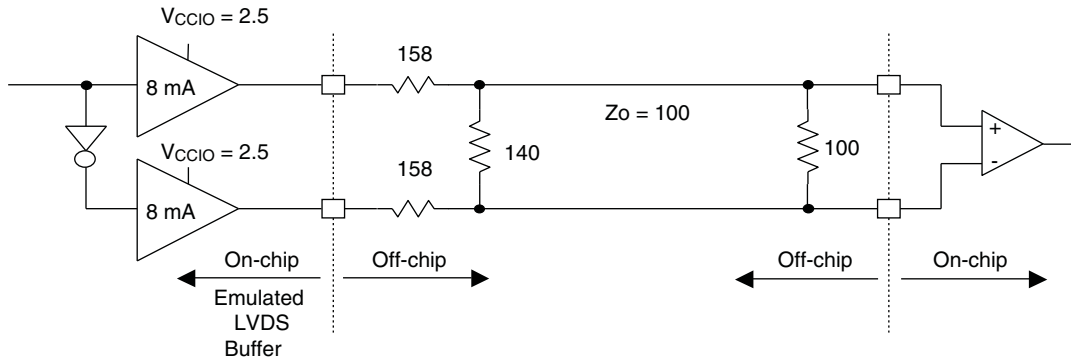 VCCIO = 2.5
158
8 mA
Zo = 100
VCCIO = 2.5
158
140
100
+
-
8 mA
On-chip
Off-chip
Off-chip
On-chip
Emulated
LVDS
Buffer